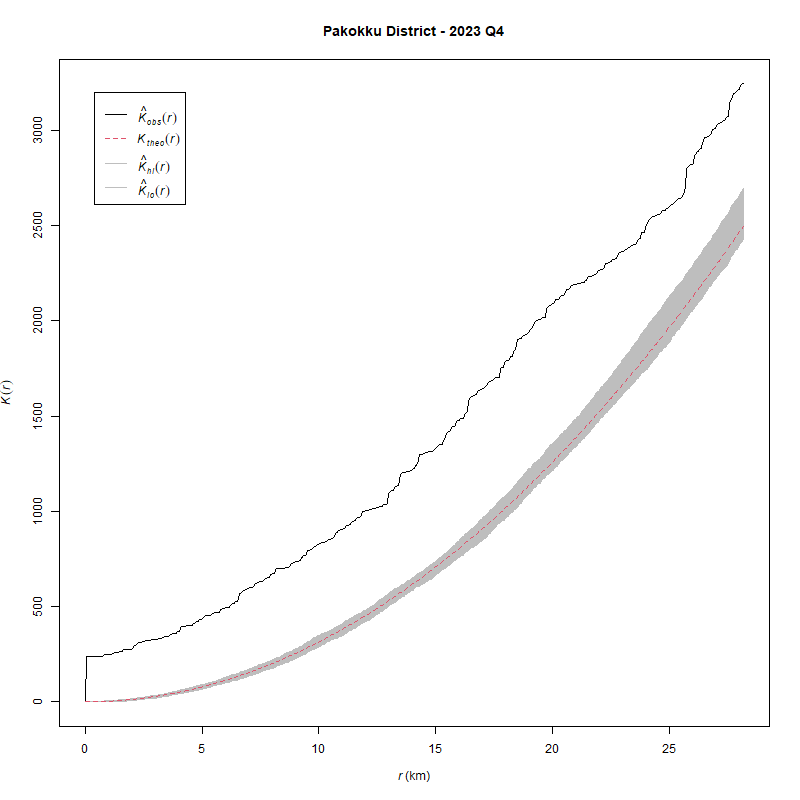 Pakokku District - 2023 Q4
K̂obs(r)
Ktheo(r)
K̂hi(r)
K̂lo(r)
K(r)
3000
2500
2000
1500
1000
500
0
0 5 10 15 20 25
r (km)